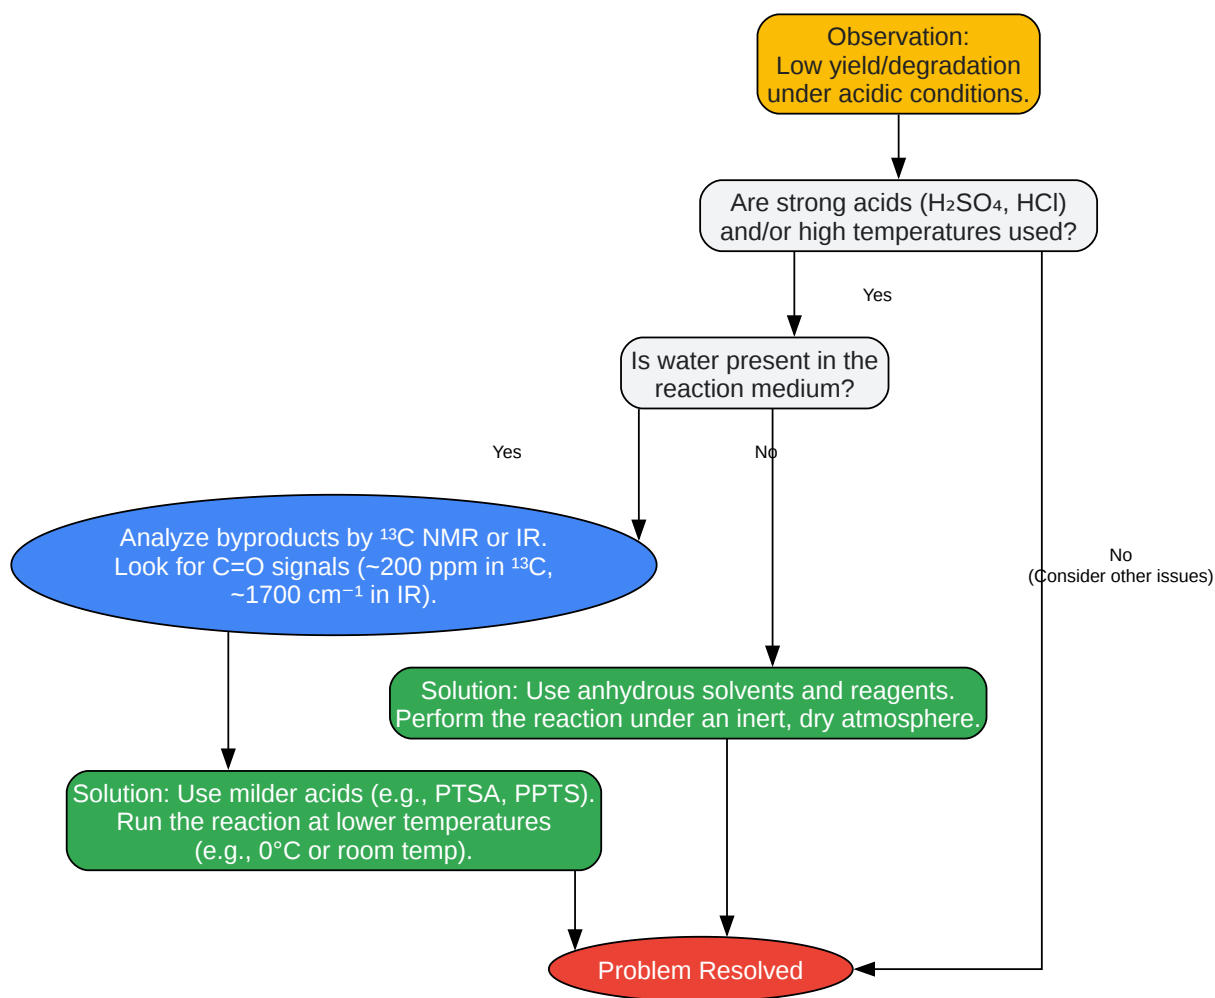 Observation:
Low yield/degradation
under acidic conditions.
Are strong acids (H₂SO₄, HCl)
and/or high temperatures used?
Yes
Is water present in the
reaction medium?
Yes
No
Analyze byproducts by ¹³C NMR or IR.
Look for C=O signals (~200 ppm in ¹³C,
~1700 cm⁻¹ in IR).
No
(Consider other issues)
Solution: Use anhydrous solvents and reagents.
Perform the reaction under an inert, dry atmosphere.
Solution: Use milder acids (e.g., PTSA, PPTS).
Run the reaction at lower temperatures
(e.g., 0°C or room temp).
Problem Resolved